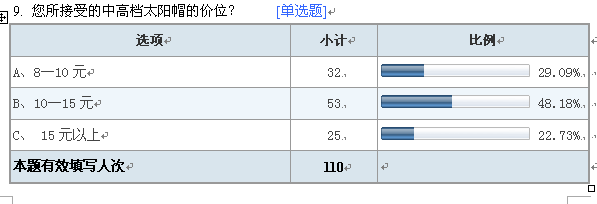 9. 您所接受的中高档太阳帽的价位？ [单选题]
选项 小计 比例
A、8—10 元 32 29.09%
B、10—15 元 53 48.18%
C、 15 元以上 25 22.73%
本题有效填写人次 110